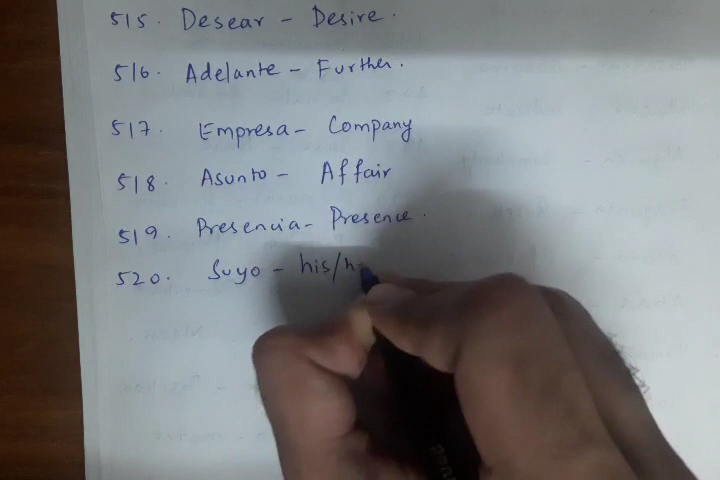 515. Desear - Desire.
516. Adelante - Further.
517. Empresa - Company
518. Asunto - Affair
519. Presencia - Presence.
520. Suyo - his/h